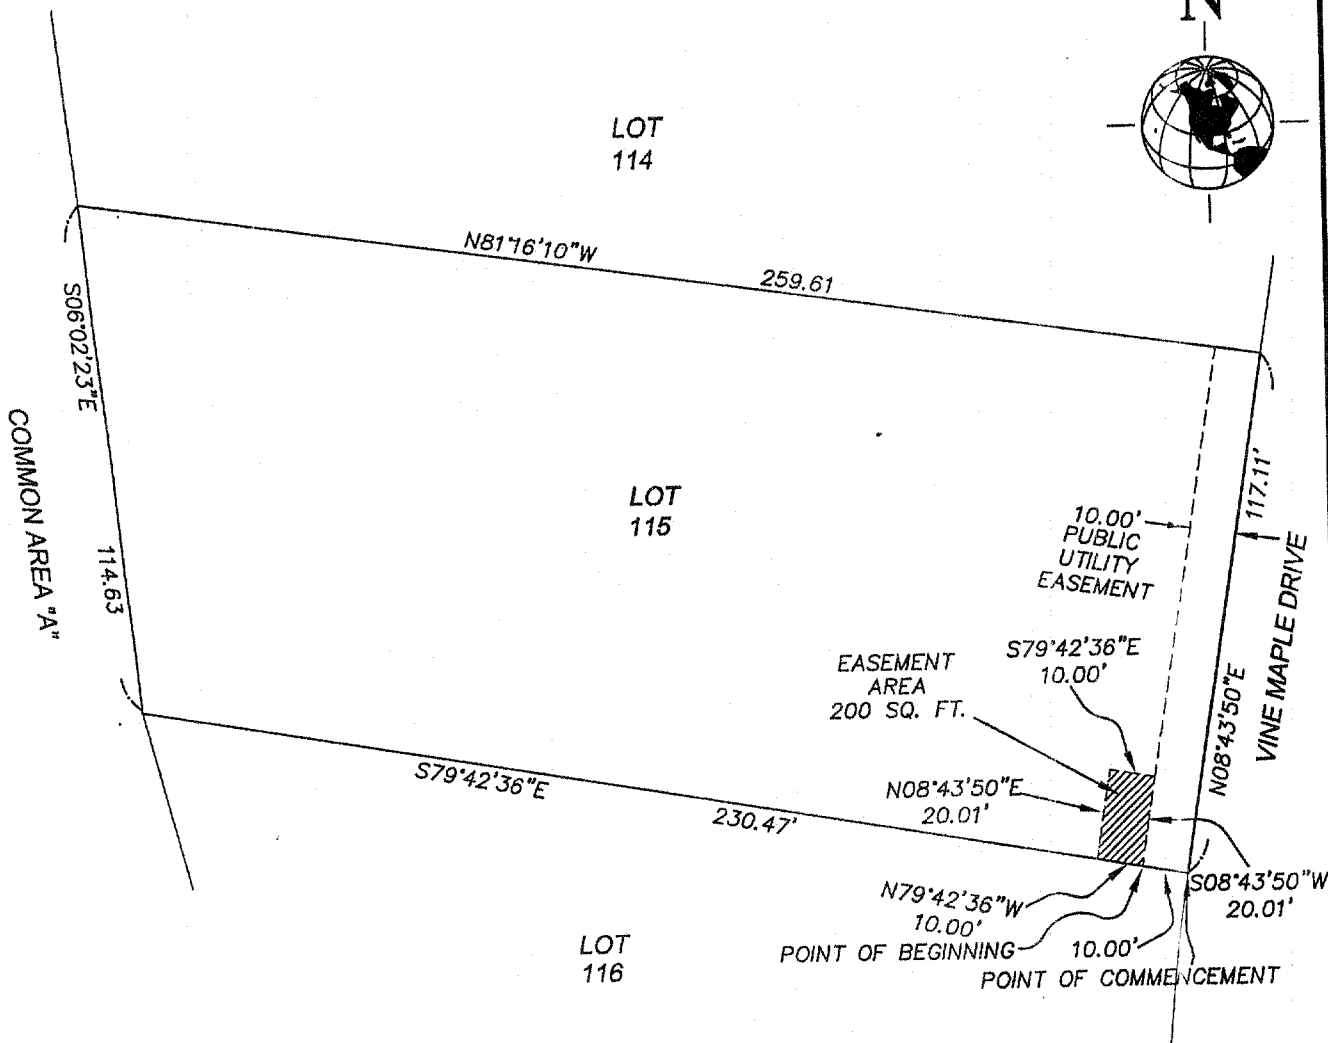 N
LOT
114
N81°16'10"W
259.61
S06°02'23"E
114.63
COMMON AREA "A"
LOT
115
10.00'
PUBLIC
UTILITY
EASEMENT
117.11'
N08°43'50"E
VINE MAPLE DRIVE
EASEMENT
AREA
200 SQ. FT.
S79°42'36"E
10.00'
S79°42'36"E
230.47'
N08°43'50"E
20.01'
S08°43'50"W
20.01'
N79°42'36"W
10.00'
POINT OF BEGINNING
10.00'
POINT OF COMMENCEMENT
LOT
116